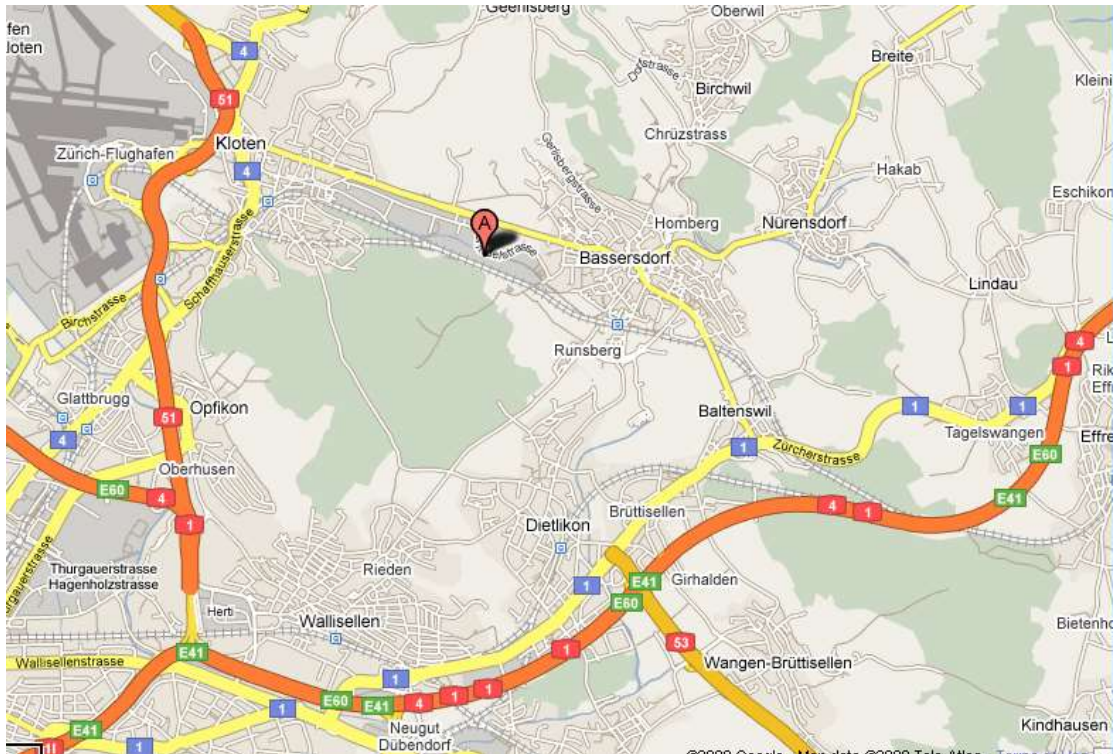 Geerlisberg
Oberwil
4
Breite
51
Birchwil
Dorfstrasse
Chrüzstrass
Kloten
Zürich-Flughafen
4
Gerlisbergstrasse
Hakab
Eschikon
A
Homberg
Nürensdorf
Bassersdorf
Schaffhauserstrasse
Lindau
Birchstrasse
Runsberg
4
1
Glattbrugg
51
Opfikon
1
1
Baltenswil
Tagelswangen
4
1
Zürcherstrasse
E60
Oberhusen
E60
4
E41
4
1
1
Dietlikon
Brüttisellen
Thurgauerstrasse
Hagenholzstrasse
Rieden
1
E41
Girhalden
E60
Herti
Wallisellen
1
53
E41
Wallisellenstrasse
Wangen-Brüttisellen
1
E60
E41
4
1
1
1
Neugut
Dübendorf
E41
1
Kindhausen